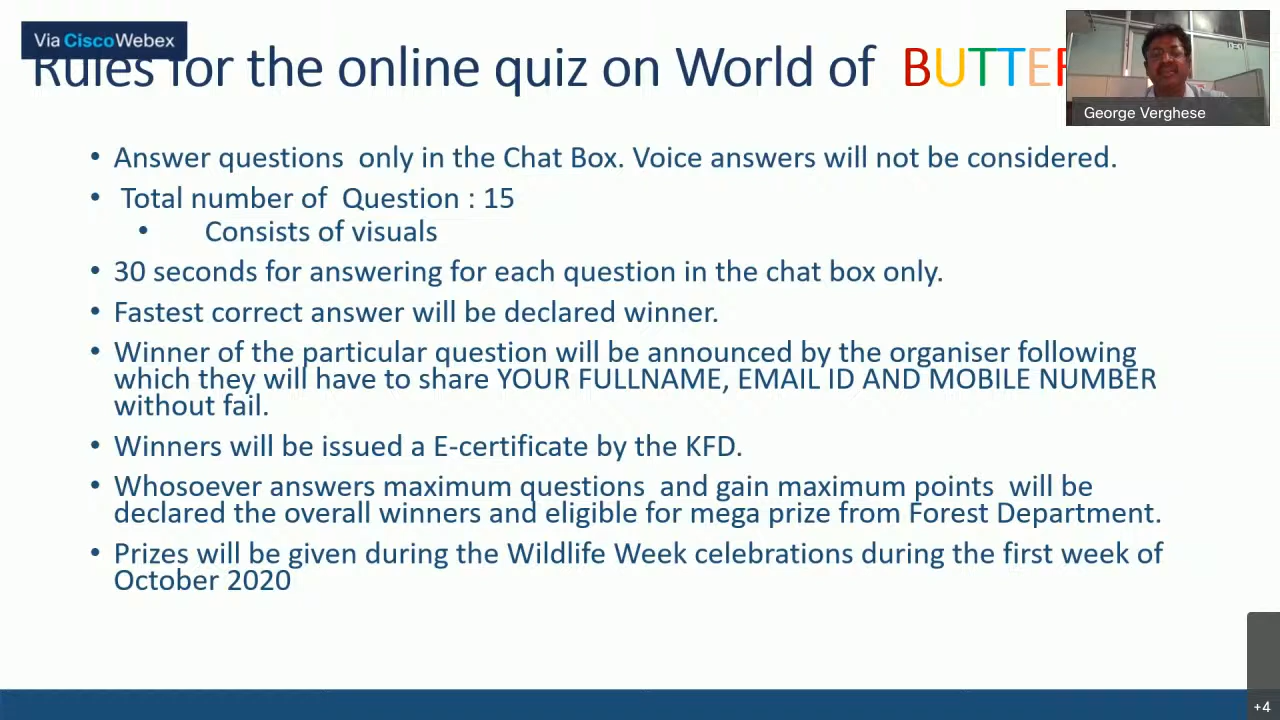 Via Cisco Webex
Rules for the online quiz on World of BUTTER
George Verghese
• Answer questions only in the Chat Box. Voice answers will not be considered.
• Total number of Question : 15
• Consists of visuals
• 30 seconds for answering for each question in the chat box only.
• Fastest correct answer will be declared winner.
• Winner of the particular question will be announced by the organiser following
which they will have to share YOUR FULLNAME, EMAIL ID AND MOBILE NUMBER
without fail.
• Winners will be issued a E-certificate by the KFD.
• Whosoever answers maximum questions and gain maximum points will be
declared the overall winners and eligible for mega prize from Forest Department.
• Prizes will be given during the Wildlife Week celebrations during the first week of
October 2020
+4